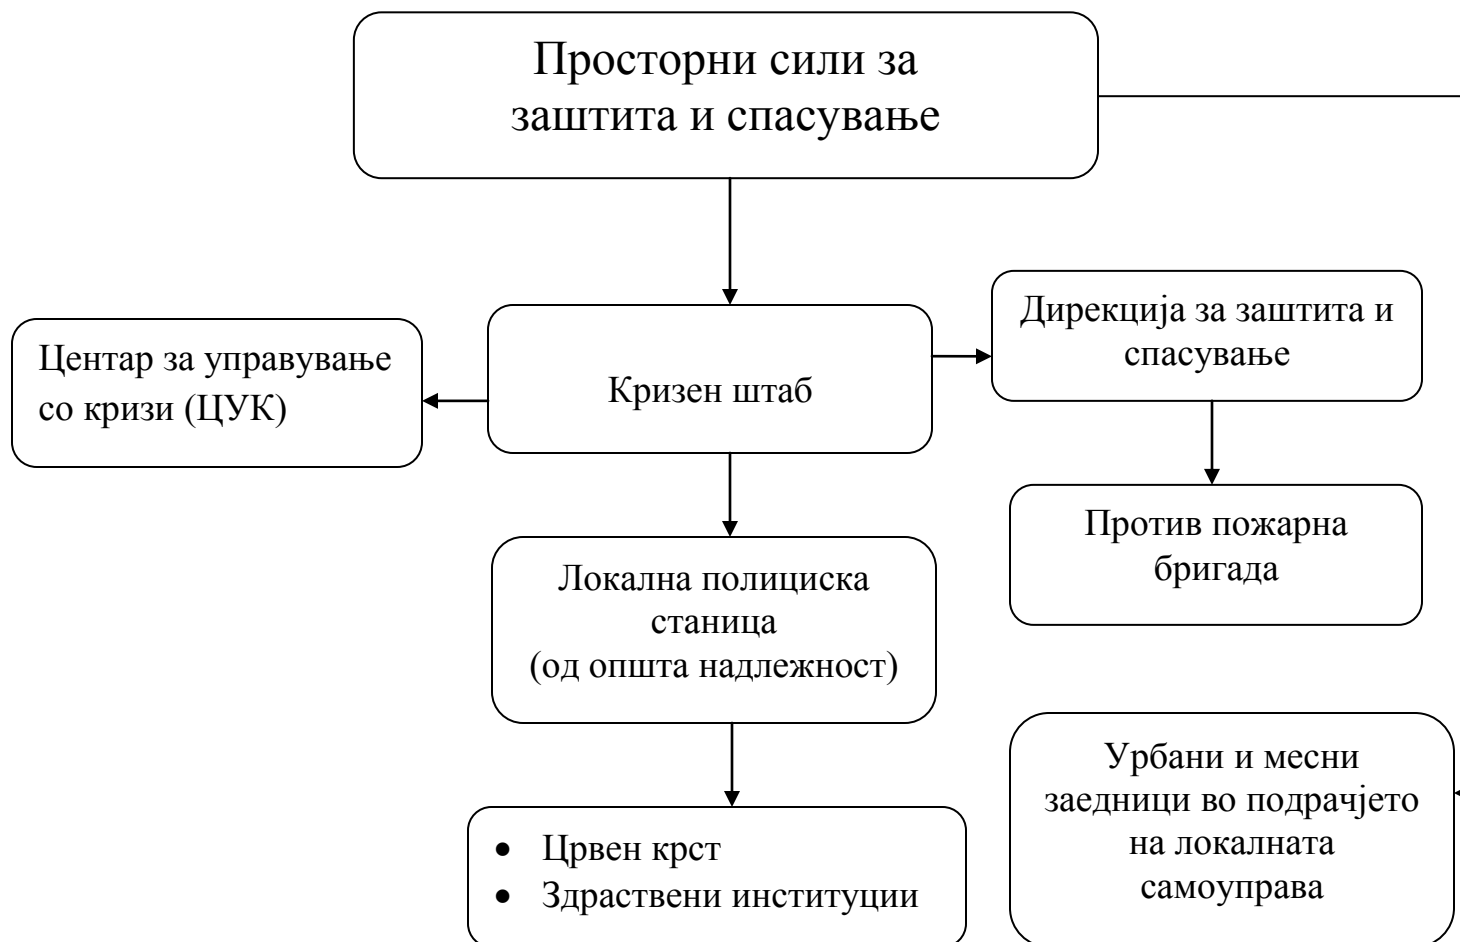 Просторни сили за
заштита и спасување
Дирекција за заштита и
спасување
Центар за управување
со кризи (ЦУК)
Кризен штаб
Против пожарна
бригада
Локална полициска
станица
(од општа надлежност)
Урбани и месни
заедници во подрачјето
на локалната
самоуправа
• Црвен крст
• Здраствени институции